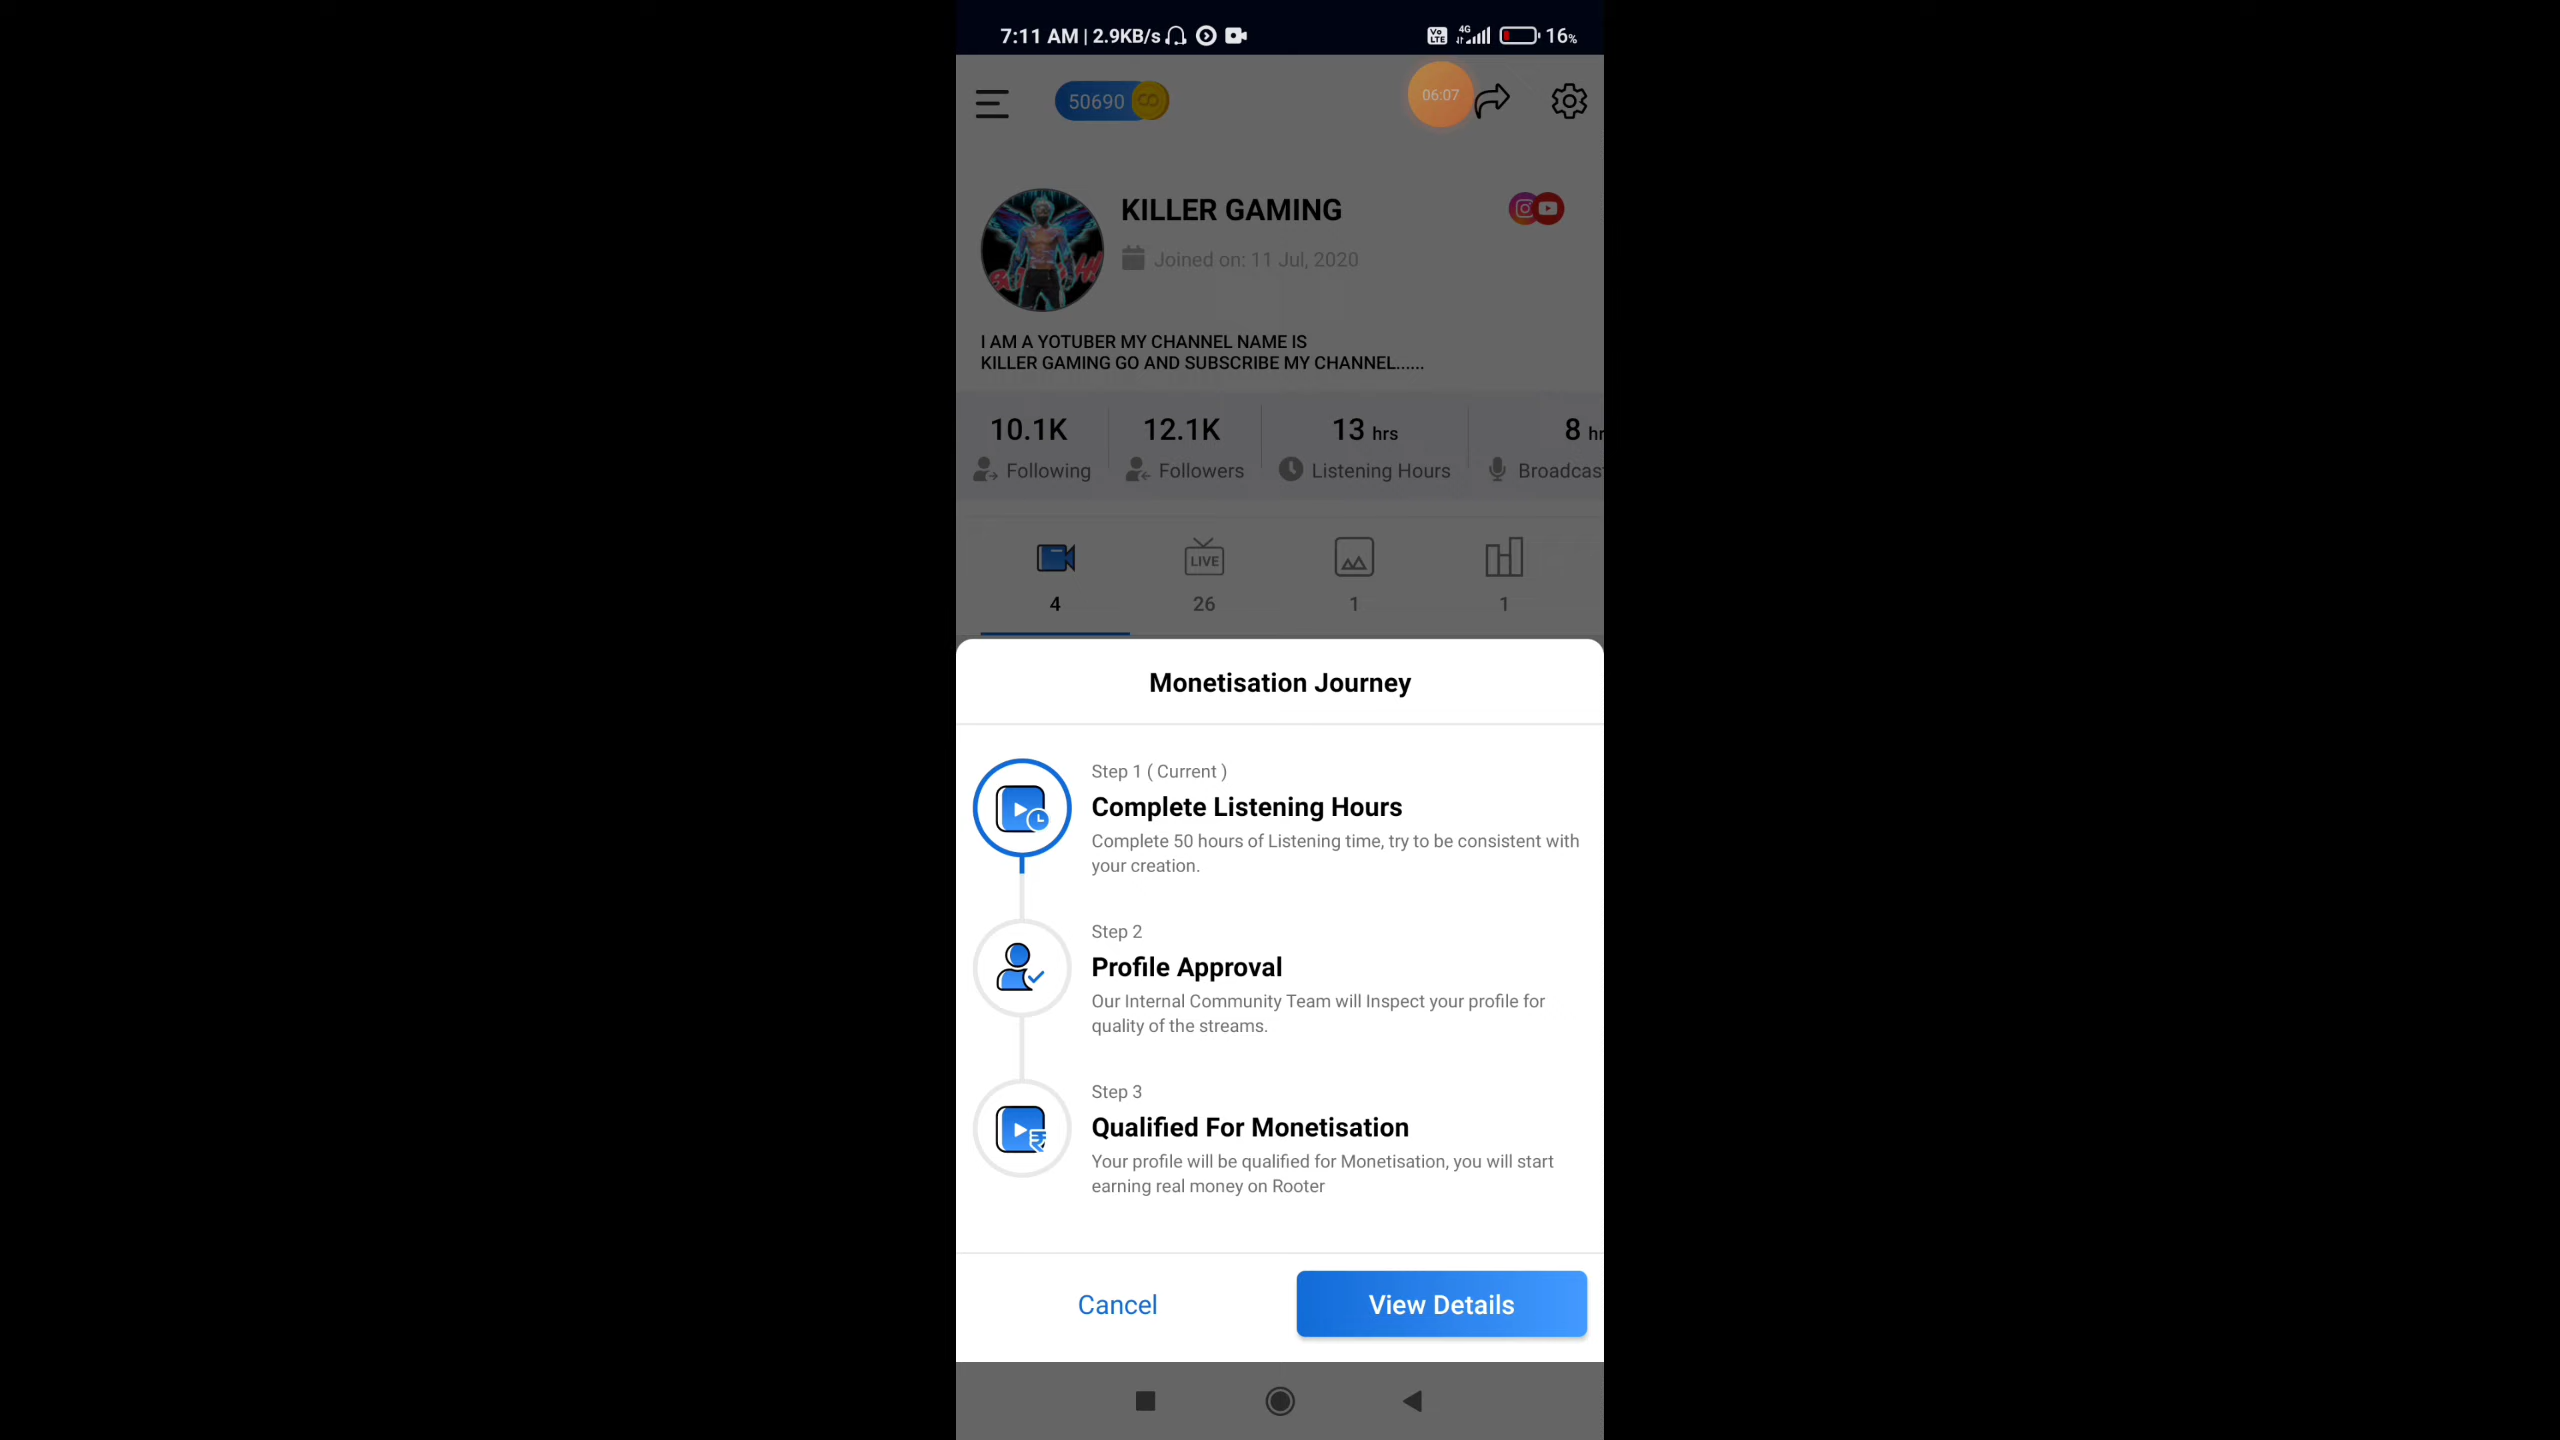 7:11 AM | 2.9KB/s
Vo LTE 4G 16%
50690
06:07
KILLER GAMING
Joined on: 11 Jul, 2020
I AM A YOTUBER MY CHANNEL NAME IS
KILLER GAMING GO AND SUBSCRIBE MY CHANNEL......
10.1K 12.1K 13 hrs 8 hr
Following Followers Listening Hours Broadcas
LIVE
4 26 1 1
Monetisation Journey
Step 1 ( Current )
Complete Listening Hours
Complete 50 hours of Listening time, try to be consistent with
your creation.
Step 2
Profile Approval
Our Internal Community Team will Inspect your profile for
quality of the streams.
Step 3
Qualified For Monetisation
Your profile will be qualified for Monetisation, you will start
earning real money on Rooter
Cancel View Details